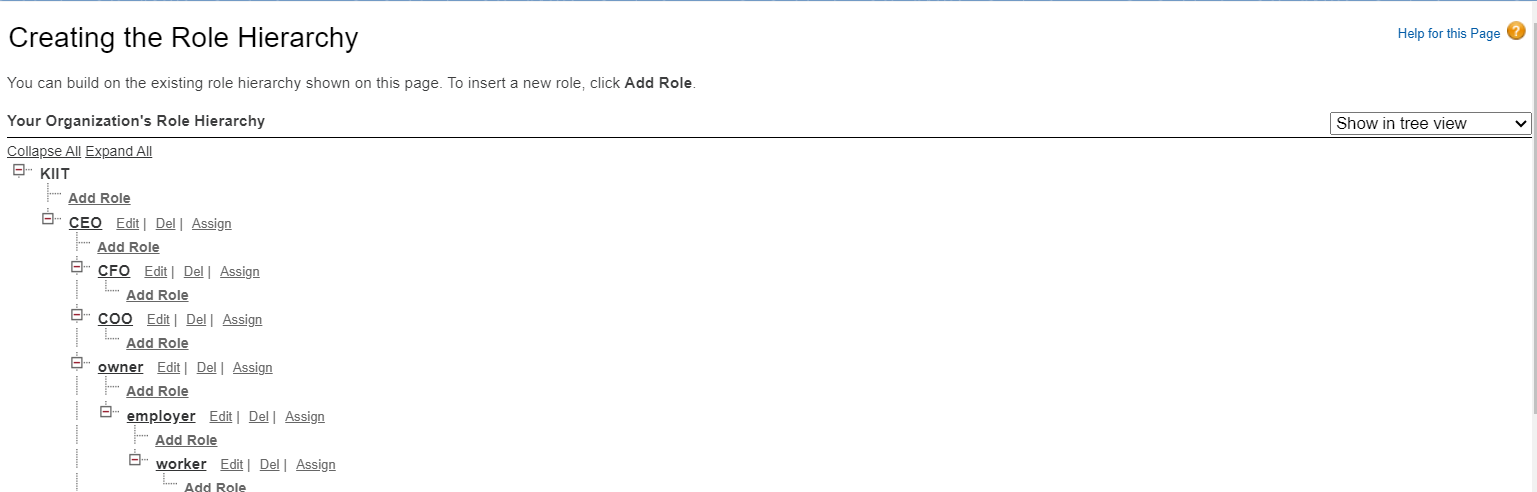 Creating the Role Hierarchy
Help for this Page ?
You can build on the existing role hierarchy shown on this page. To insert a new role, click Add Role.
Your Organization's Role Hierarchy
Show in tree view
Collapse All Expand All
KIIT
Add Role
CEO Edit | Del | Assign
Add Role
CFO Edit | Del | Assign
Add Role
COO Edit | Del | Assign
Add Role
owner Edit | Del | Assign
Add Role
employer Edit | Del | Assign
Add Role
worker Edit | Del | Assign
Add Role